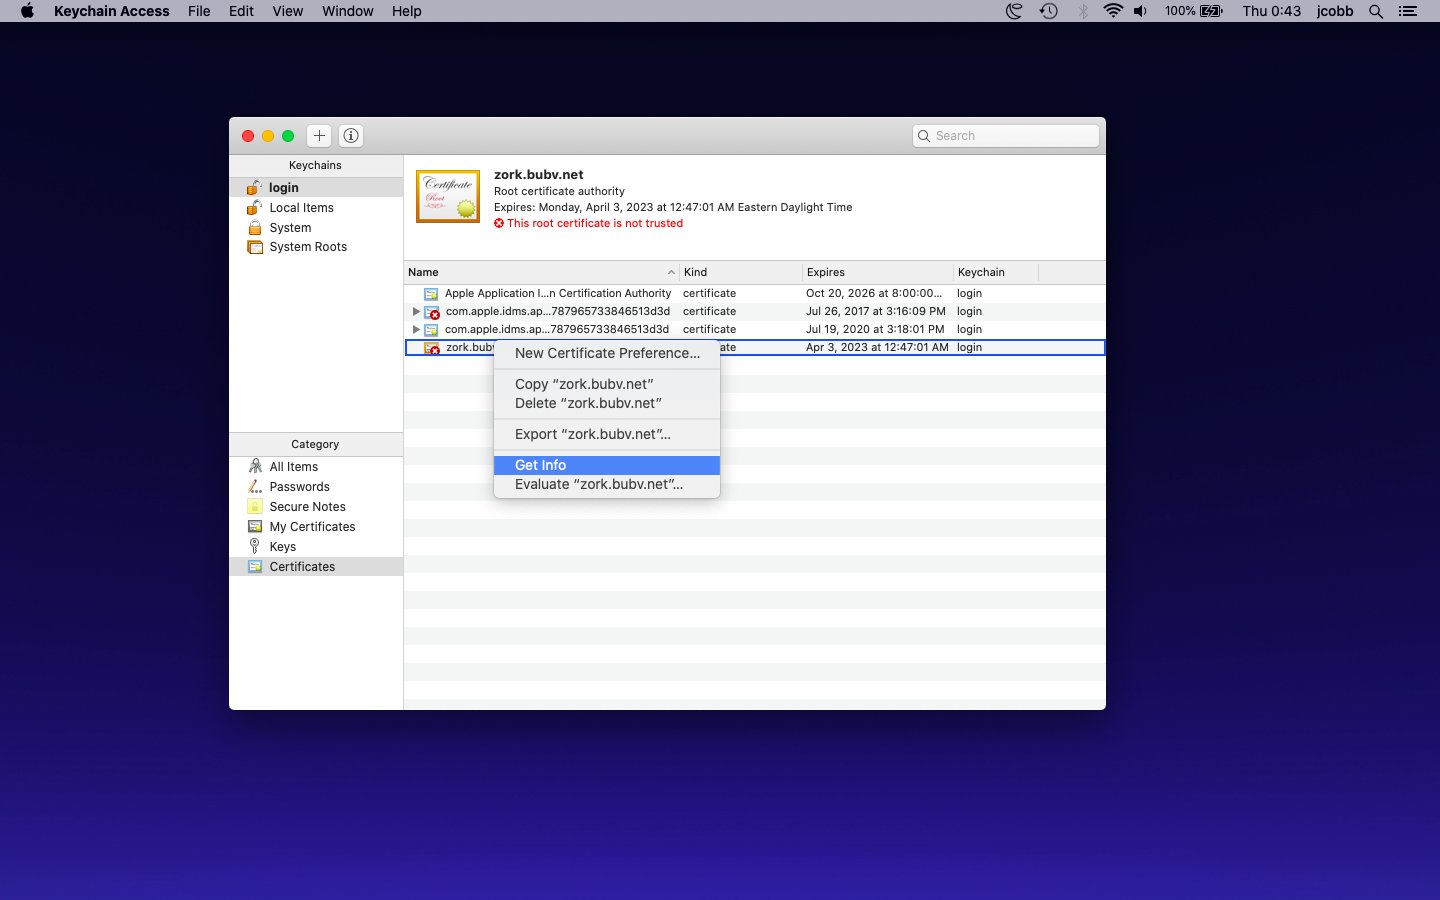 Keychain Access File Edit View Window Help 100% Thu 0:43 jcobb
Search
Keychains
login
Local Items
System
System Roots
Certificate
Root
zork.bubv.net
Root certificate authority
Expires: Monday, April 3, 2023 at 12:47:01 AM Eastern Daylight Time
This root certificate is not trusted
Name Kind Expires Keychain
Apple Application I...n Certification Authority certificate Oct 20, 2026 at 8:00:00... login
com.apple.idms.ap...787965733846513d3d certificate Jul 26, 2017 at 3:16:09 PM login
com.apple.idms.ap...787965733846513d3d certificate Jul 19, 2020 at 3:18:01 PM login
zork.bubv ate Apr 3, 2023 at 12:47:01 AM login
New Certificate Preference...
Copy “zork.bubv.net”
Delete “zork.bubv.net”
Export “zork.bubv.net”...
Get Info
Evaluate “zork.bubv.net”...
Category
All Items
Passwords
Secure Notes
My Certificates
Keys
Certificates